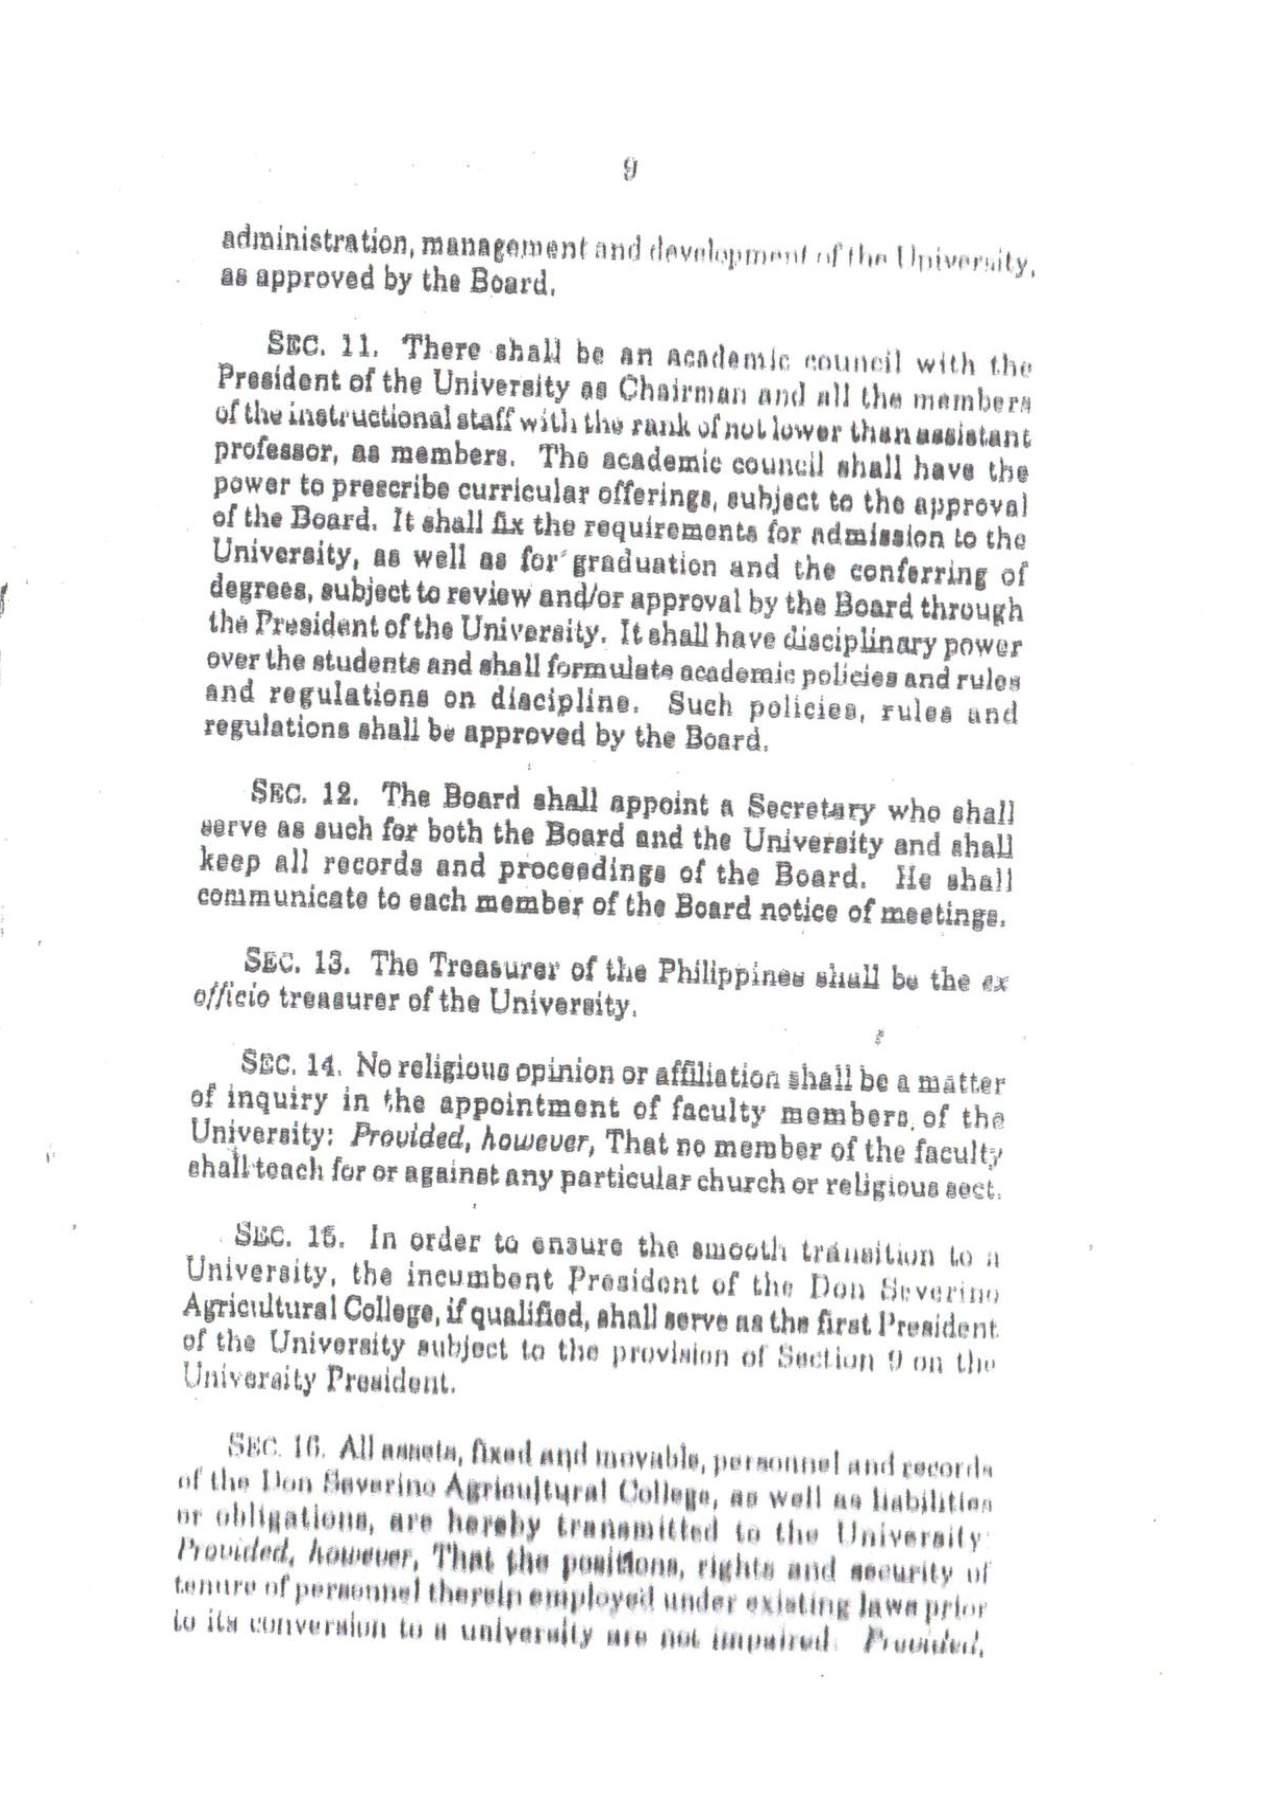 9
administration, management and development of the University,
as approved by the Board.
SEC. 11. There shall be an academic council with the
President of the University as Chairman and all the members
of the instructional staff with the rank of not lower than assistant
professor, as members. The academic council shall have the
power to prescribe curricular offerings, subject to the approval
of the Board. It shall fix the requirements for admission to the
University, as well as for graduation and the conferring of
degrees, subject to review and/or approval by the Board through
the President of the University. It shall have disciplinary power
over the students and shall formulate academic policies and rules
and regulations on discipline. Such policies, rules and
regulations shall be approved by the Board.
SEC. 12. The Board shall appoint a Secretary who shall
serve as such for both the Board and the University and shall
keep all records and proceedings of the Board. He shall
communicate to each member of the Board notice of meetings.
SEC. 13. The Treasurer of the Philippines shall be the ex
officio treasurer of the University.
SEC. 14. No religious opinion or affiliation shall be a matter
of inquiry in the appointment of faculty members of the
University: Provided, however, That no member of the faculty
shall teach for or against any particular church or religious sect.
SEC. 15. In order to ensure the smooth transition to a
University, the incumbent President of the Don Severino
Agricultural College, if qualified, shall serve as the first President
of the University subject to the provision of Section 9 on the
University President.
SEC. 16. All assets, fixed and movable, personnel and records
of the Don Severino Agricultural College, as well as liabilities
or obligations, are hereby transmitted to the University
Provided, however, That the positions, rights and security of
tenure of personnel therein employed under existing laws prior
to its conversion to a university are not impaired. Provided,